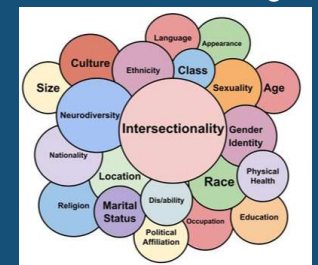 Language
Appearance
Culture
Ethnicity
Class
Size
Sexuality
Age
Neurodiversity
Intersectionality
Gender
Identity
Nationality
Location
Race
Physical
Health
Religion
Marital
Status
Dis/ability
Occupation
Education
Political
Affiliation